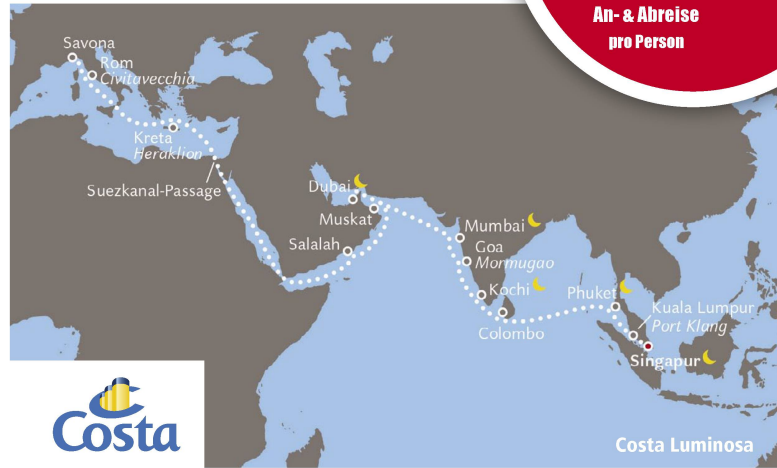 An- & Abreise
pro Person
Savona
Rom
Civitavecchia
Kreta
Heraklion
Suezkanal-Passage
Dubai
Muskat
Salalah
Mumbai
Goa
Mormugao
Kochi
Colombo
Phuket
Kuala Lumpur
Port Klang
Singapur
Costa
Costa Luminosa